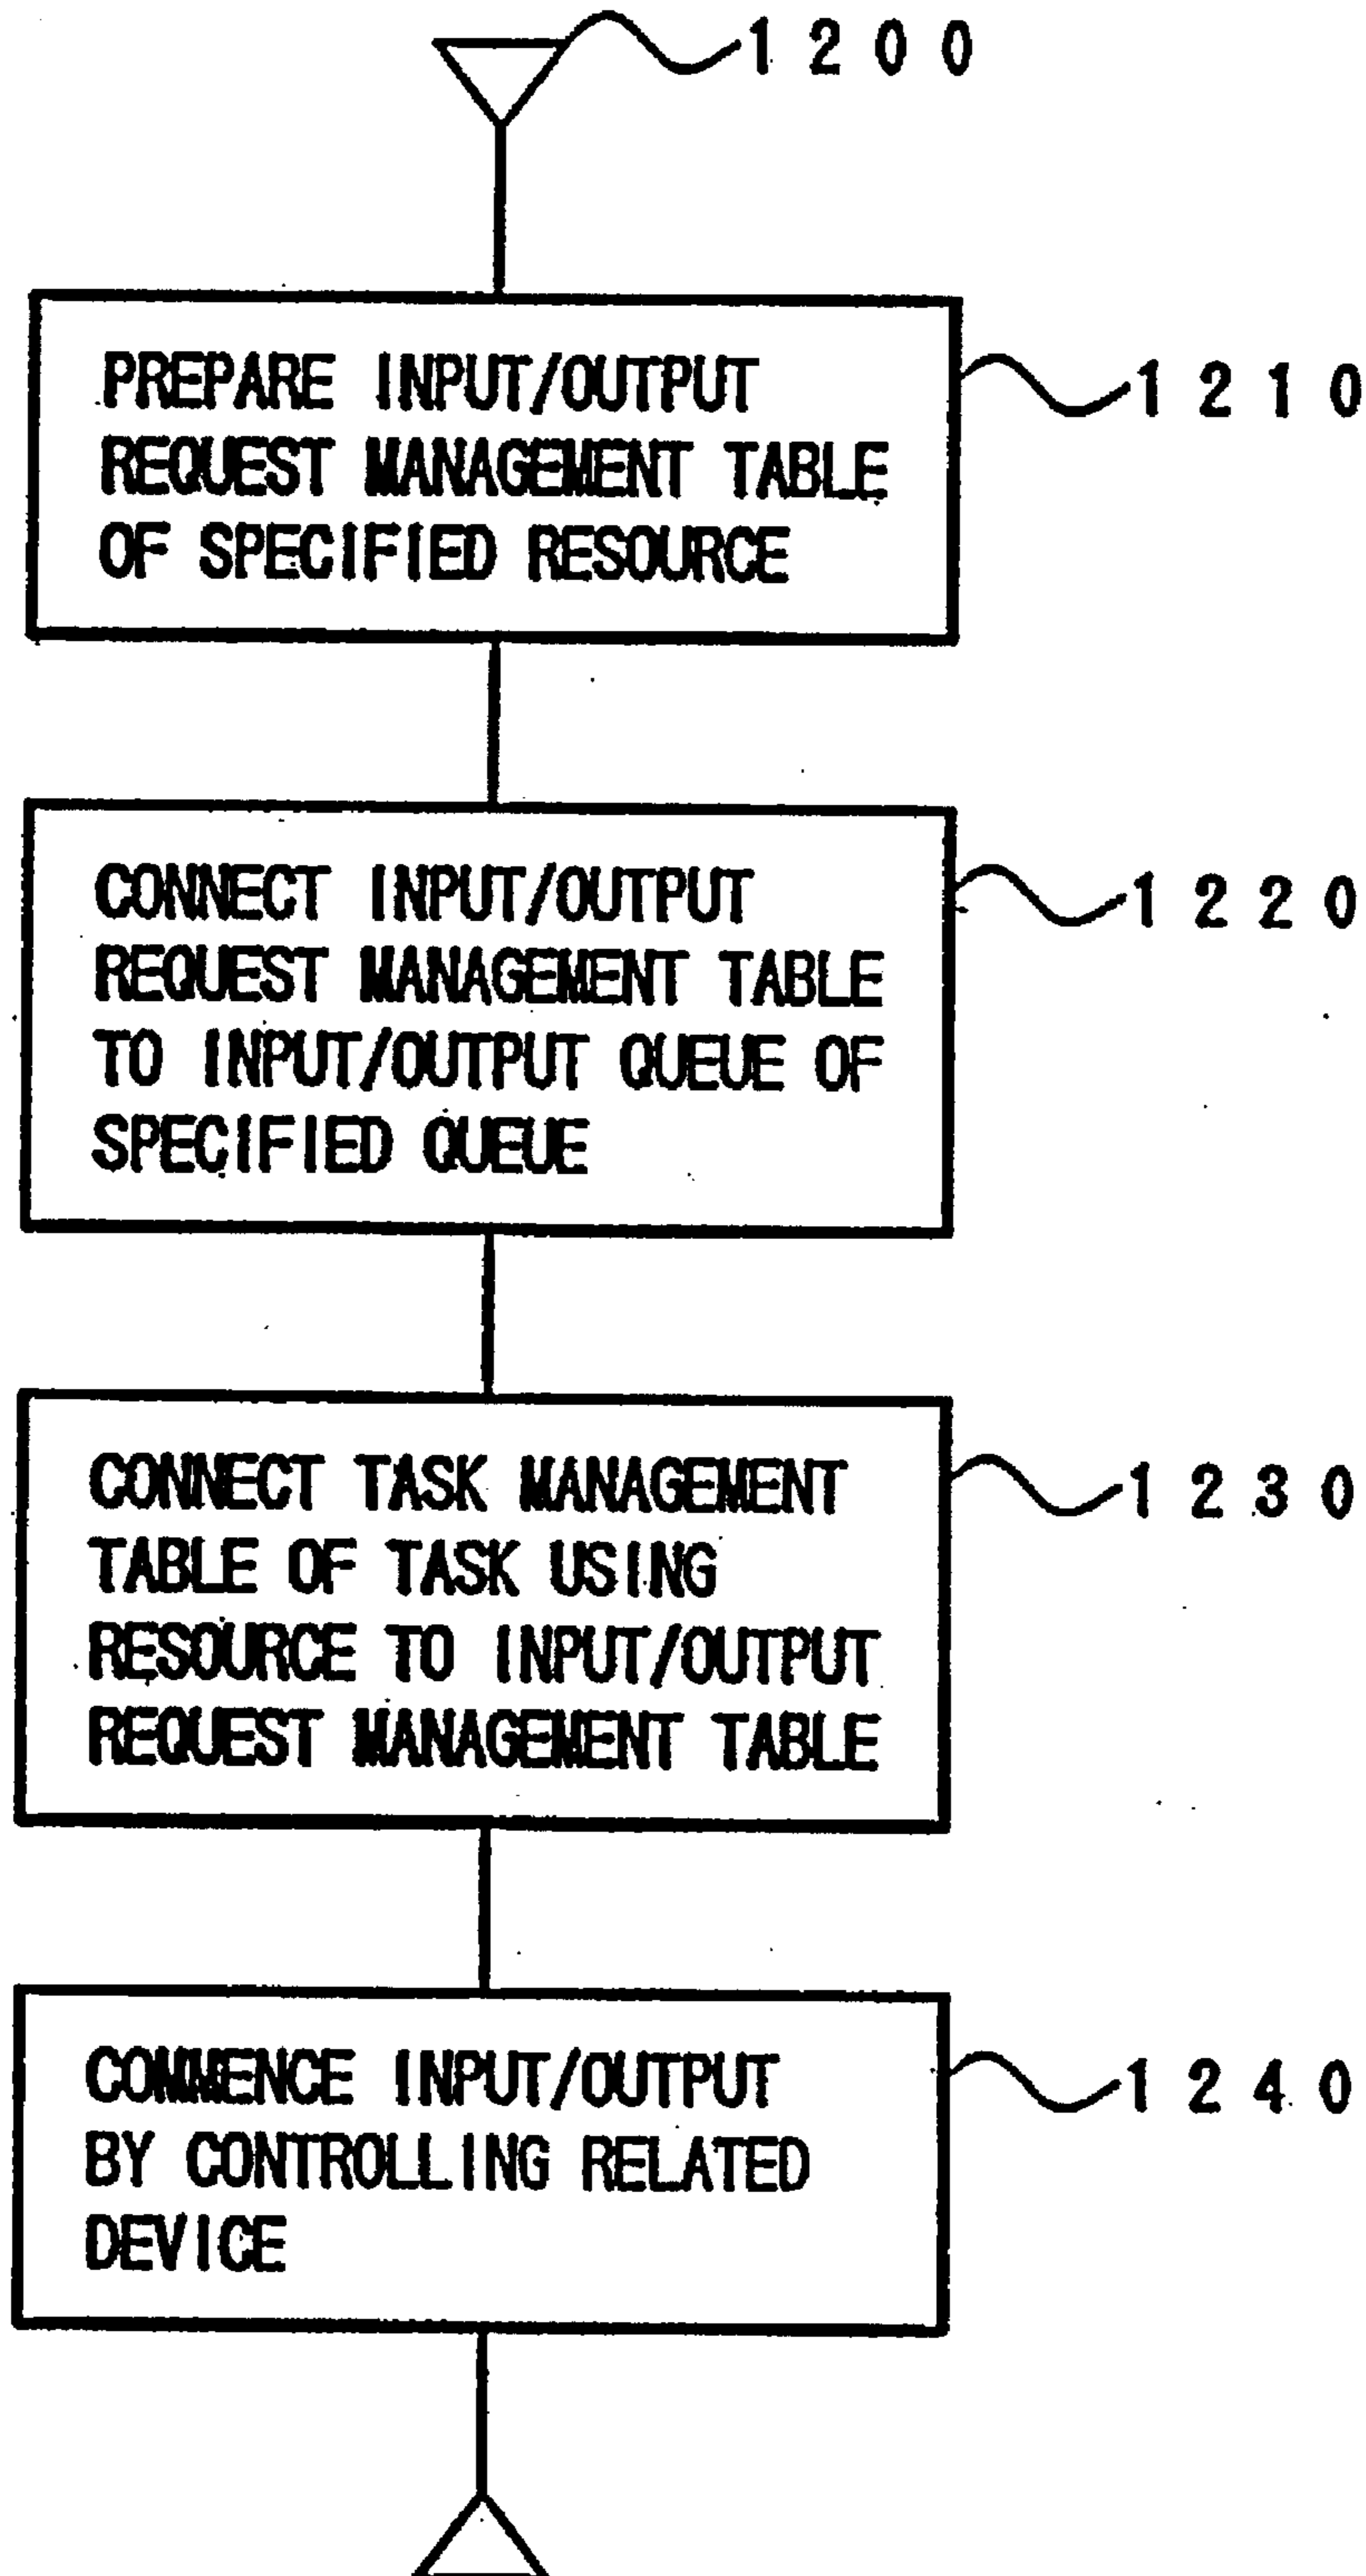 1200
PREPARE INPUT/OUTPUT
REQUEST MANAGEMENT TABLE
OF SPECIFIED RESOURCE
1210
CONNECT INPUT/OUTPUT
REQUEST MANAGEMENT TABLE
TO INPUT/OUTPUT QUEUE OF
SPECIFIED QUEUE
1220
CONNECT TASK MANAGEMENT
TABLE OF TASK USING
RESOURCE TO INPUT/OUTPUT
REQUEST MANAGEMENT TABLE
1230
COMMENCE INPUT/OUTPUT
BY CONTROLLING RELATED
DEVICE
1240